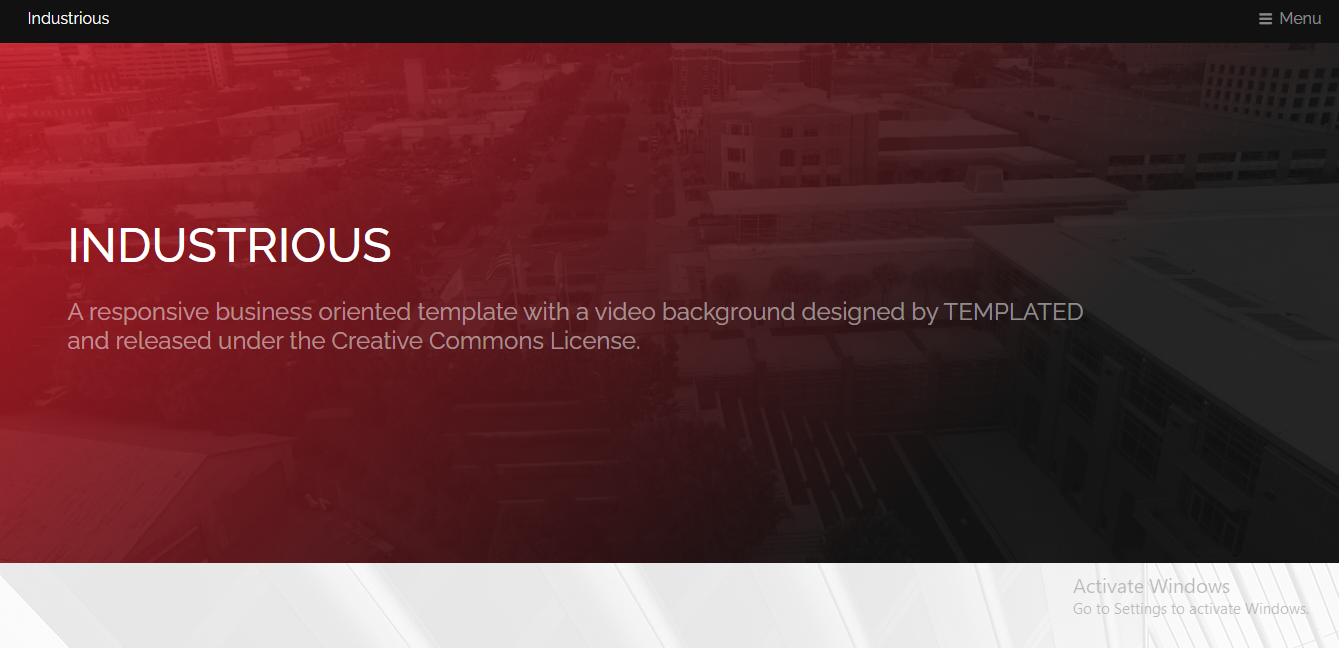 Industrious
Menu
INDUSTRIOUS
A responsive business oriented template with a video background designed by TEMPLATED
and released under the Creative Commons License.
Activate Windows
Go to Settings to activate Windows.